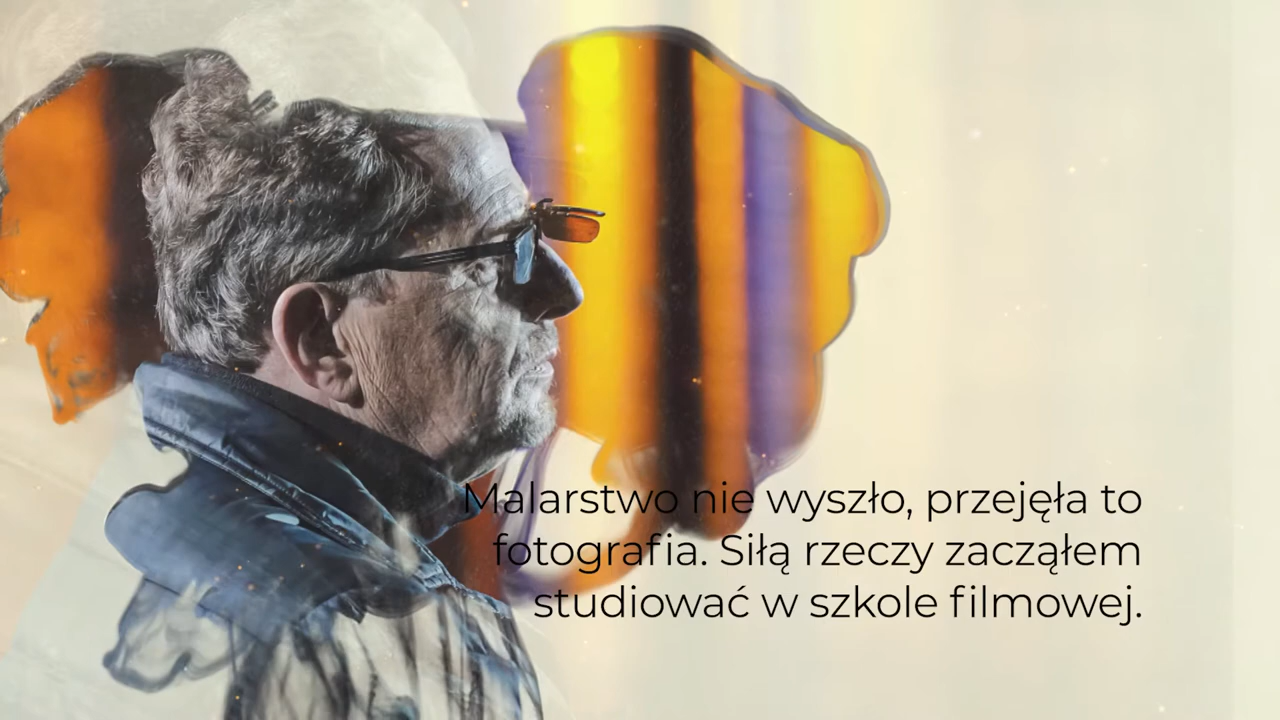 Malarstwo nie wyszło, przejęła to
fotografia. Siłą rzeczy zacząłem
studiować w szkole filmowej.